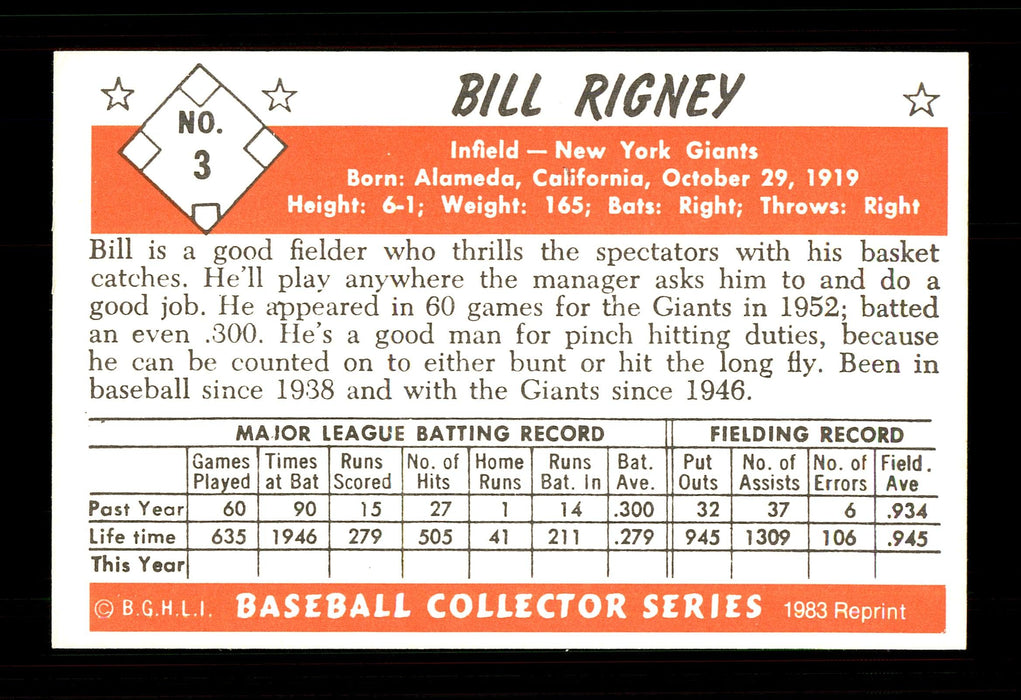 BILL RIGNEY
NO.
3
Infield — New York Giants
Born: Alameda, California, October 29, 1919
Height: 6-1; Weight: 165; Bats: Right; Throws: Right
Bill is a good fielder who thrills the spectators with his basket
catches. He'll play anywhere the manager asks him to and do a
good job. He appeared in 60 games for the Giants in 1952; batted
an even .300. He's a good man for pinch hitting duties, because
he can be counted on to either bunt or hit the long fly. Been in
baseball since 1938 and with the Giants since 1946.
MAJOR LEAGUE BATTING RECORD FIELDING RECORD
Games Times Runs No. of Home Runs Bat. Put No. of No. of Field.
Played at Bat Scored Hits Runs Bat. In Ave. Outs Assists Errors Ave
Past Year 60 90 15 27 1 14 .300 32 37 6 .934
Life time 635 1946 279 505 41 211 .279 945 1309 106 .945
This Year
© B.G.H.L.I. BASEBALL COLLECTOR SERIES 1983 Reprint